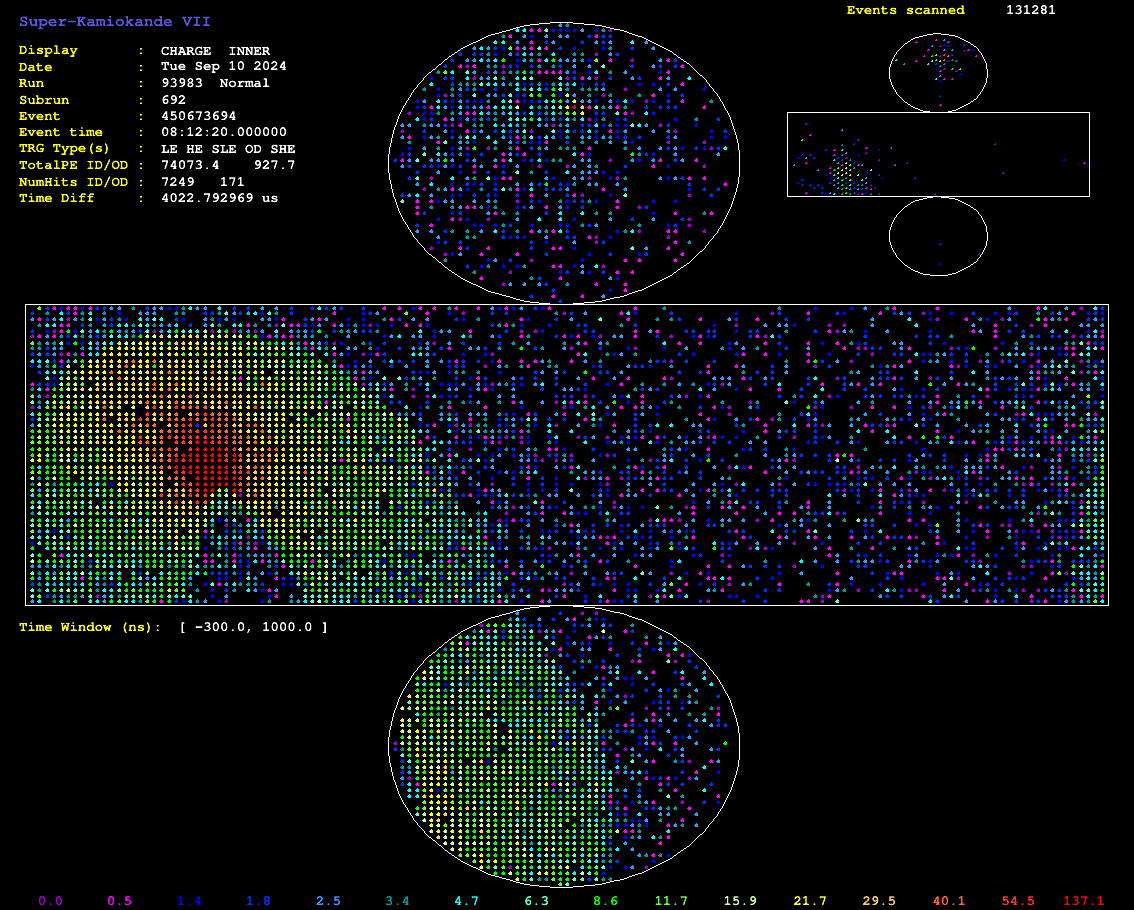 Super-Kamiokande VII
Events scanned 131281
Display : CHARGE INNER
Date : Tue Sep 10 2024
Run : 93983 Normal
Subrun : 692
Event : 450673694
Event time : 08:12:20.000000
TRG Type(s) : LE HE SLE OD SHE
TotalPE ID/OD : 74073.4 927.7
NumHits ID/OD : 7249 171
Time Diff : 4022.792969 us
Time Window (ns): [ -300.0, 1000.0 ]
0.0 0.5 1.4 1.8 2.5 3.4 4.7 6.3 8.6 11.7 15.9 21.7 29.5 40.1 54.5 137.1